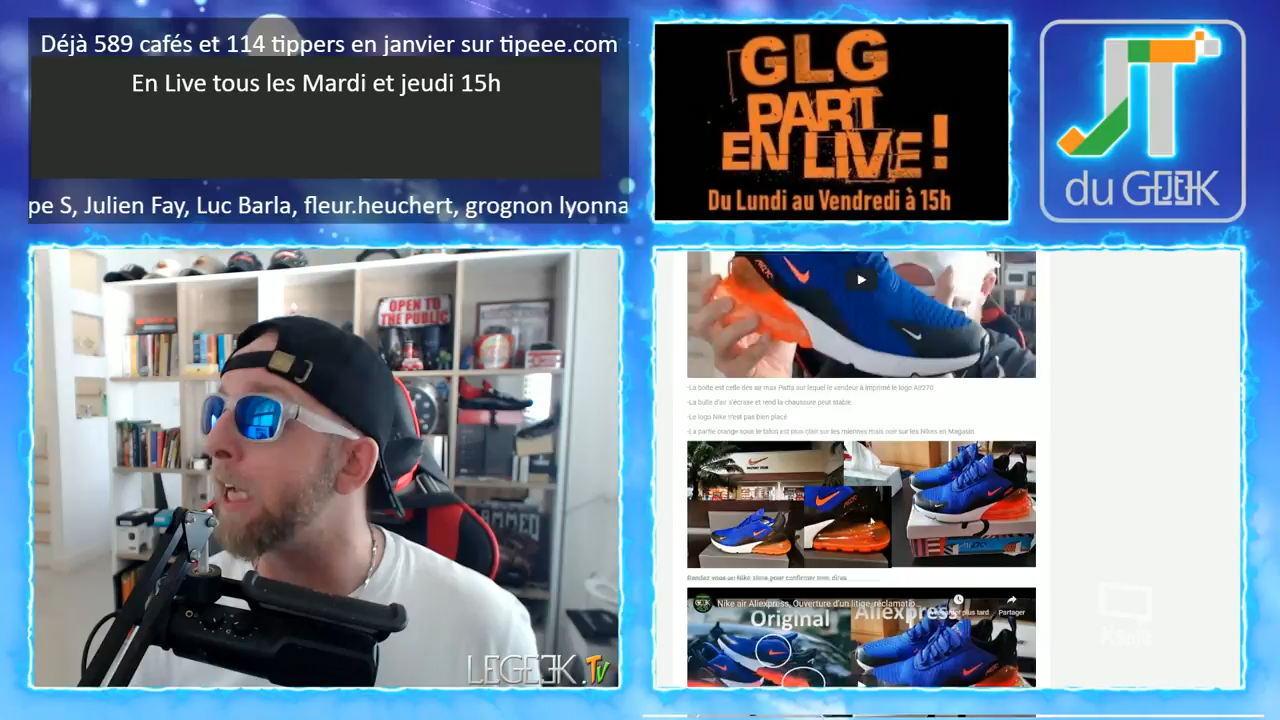 Déjà 589 cafés et 114 tippers en janvier sur tipeee.com
En Live tous les Mardi et jeudi 15h
pe S, Julien Fay, Luc Barla, fleur.heuchert, grognon lyonna
GLG
PART
EN LIVE !
Du Lundi au Vendredi à 15h
JT
du GEEK
OPEN TO
THE PUBLIC
LEGEEK.TV
-La boite est celle des air max Patta sur lequel le vendeur à imprimé le logo Air270
-La bulle d'air s'écrase et rend la chaussure peut stable.
-Le logo Nike n'est pas bien placé
-La partie orange sous le talon est plus clair sur les miennes mais noir sur les Nikes en Magasin.
Rendez vous au Nike store pour confirmer mes dires
Nike air Aliexpress, Ouverture d'un litige, réclamatio...
plus tard
Partager
Original
Aliexpress